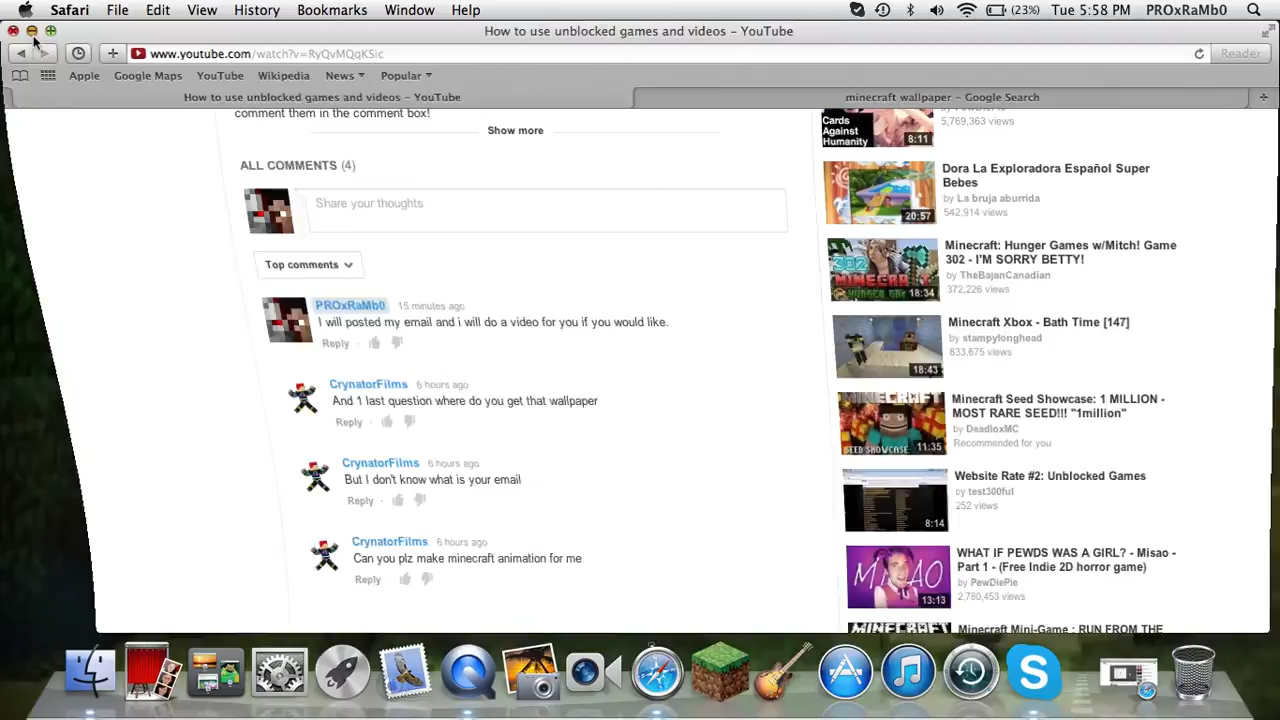 Safari File Edit View History Bookmarks Window Help (23%) Tue 5:58 PM PROxRaMb0
How to use unblocked games and videos – YouTube
www.youtube.com/watch?v=RyQvMQqKSic Reader
Apple Google Maps YouTube Wikipedia News Popular
How to use unblocked games and videos – YouTube minecraft wallpaper – Google Search
comment them in the comment box!
Show more
ALL COMMENTS (4)
Share your thoughts
Top comments
PROxRaMb0 15 minutes ago
I will posted my email and i will do a video for you if you would like.
Reply
CrynatorFilms 6 hours ago
And 1 last question where do you get that wallpaper
Reply
CrynatorFilms 6 hours ago
But I don't know what is your email
Reply
CrynatorFilms 6 hours ago
Can you plz make minecraft animation for me
Reply
Cards
Against
Humanity
8:11
5,769,363 views
20:57
Dora La Exploradora Español Super
Bebes
by La bruja aburrida
542,914 views
302
MINECRAFT
HUNGER GAMES
18:34
Minecraft: Hunger Games w/Mitch! Game
302 - I'M SORRY BETTY!
by TheBajanCanadian
372,226 views
18:43
Minecraft Xbox - Bath Time [147]
by stampylonghead
833,675 views
MINECRAFT
SEED SHOWCASE
11:35
Minecraft Seed Showcase: 1 MILLION -
MOST RARE SEED!!! "1million"
by DeadloxMC
Recommended for you
8:14
Website Rate #2: Unblocked Games
by test300ful
252 views
MISAO
13:13
WHAT IF PEWDS WAS A GIRL? - Misao -
Part 1 - (Free Indie 2D horror game)
by PewDiePie
2,780,453 views
MINECRAFT
Minecraft Mini-Game : RUN FROM THE